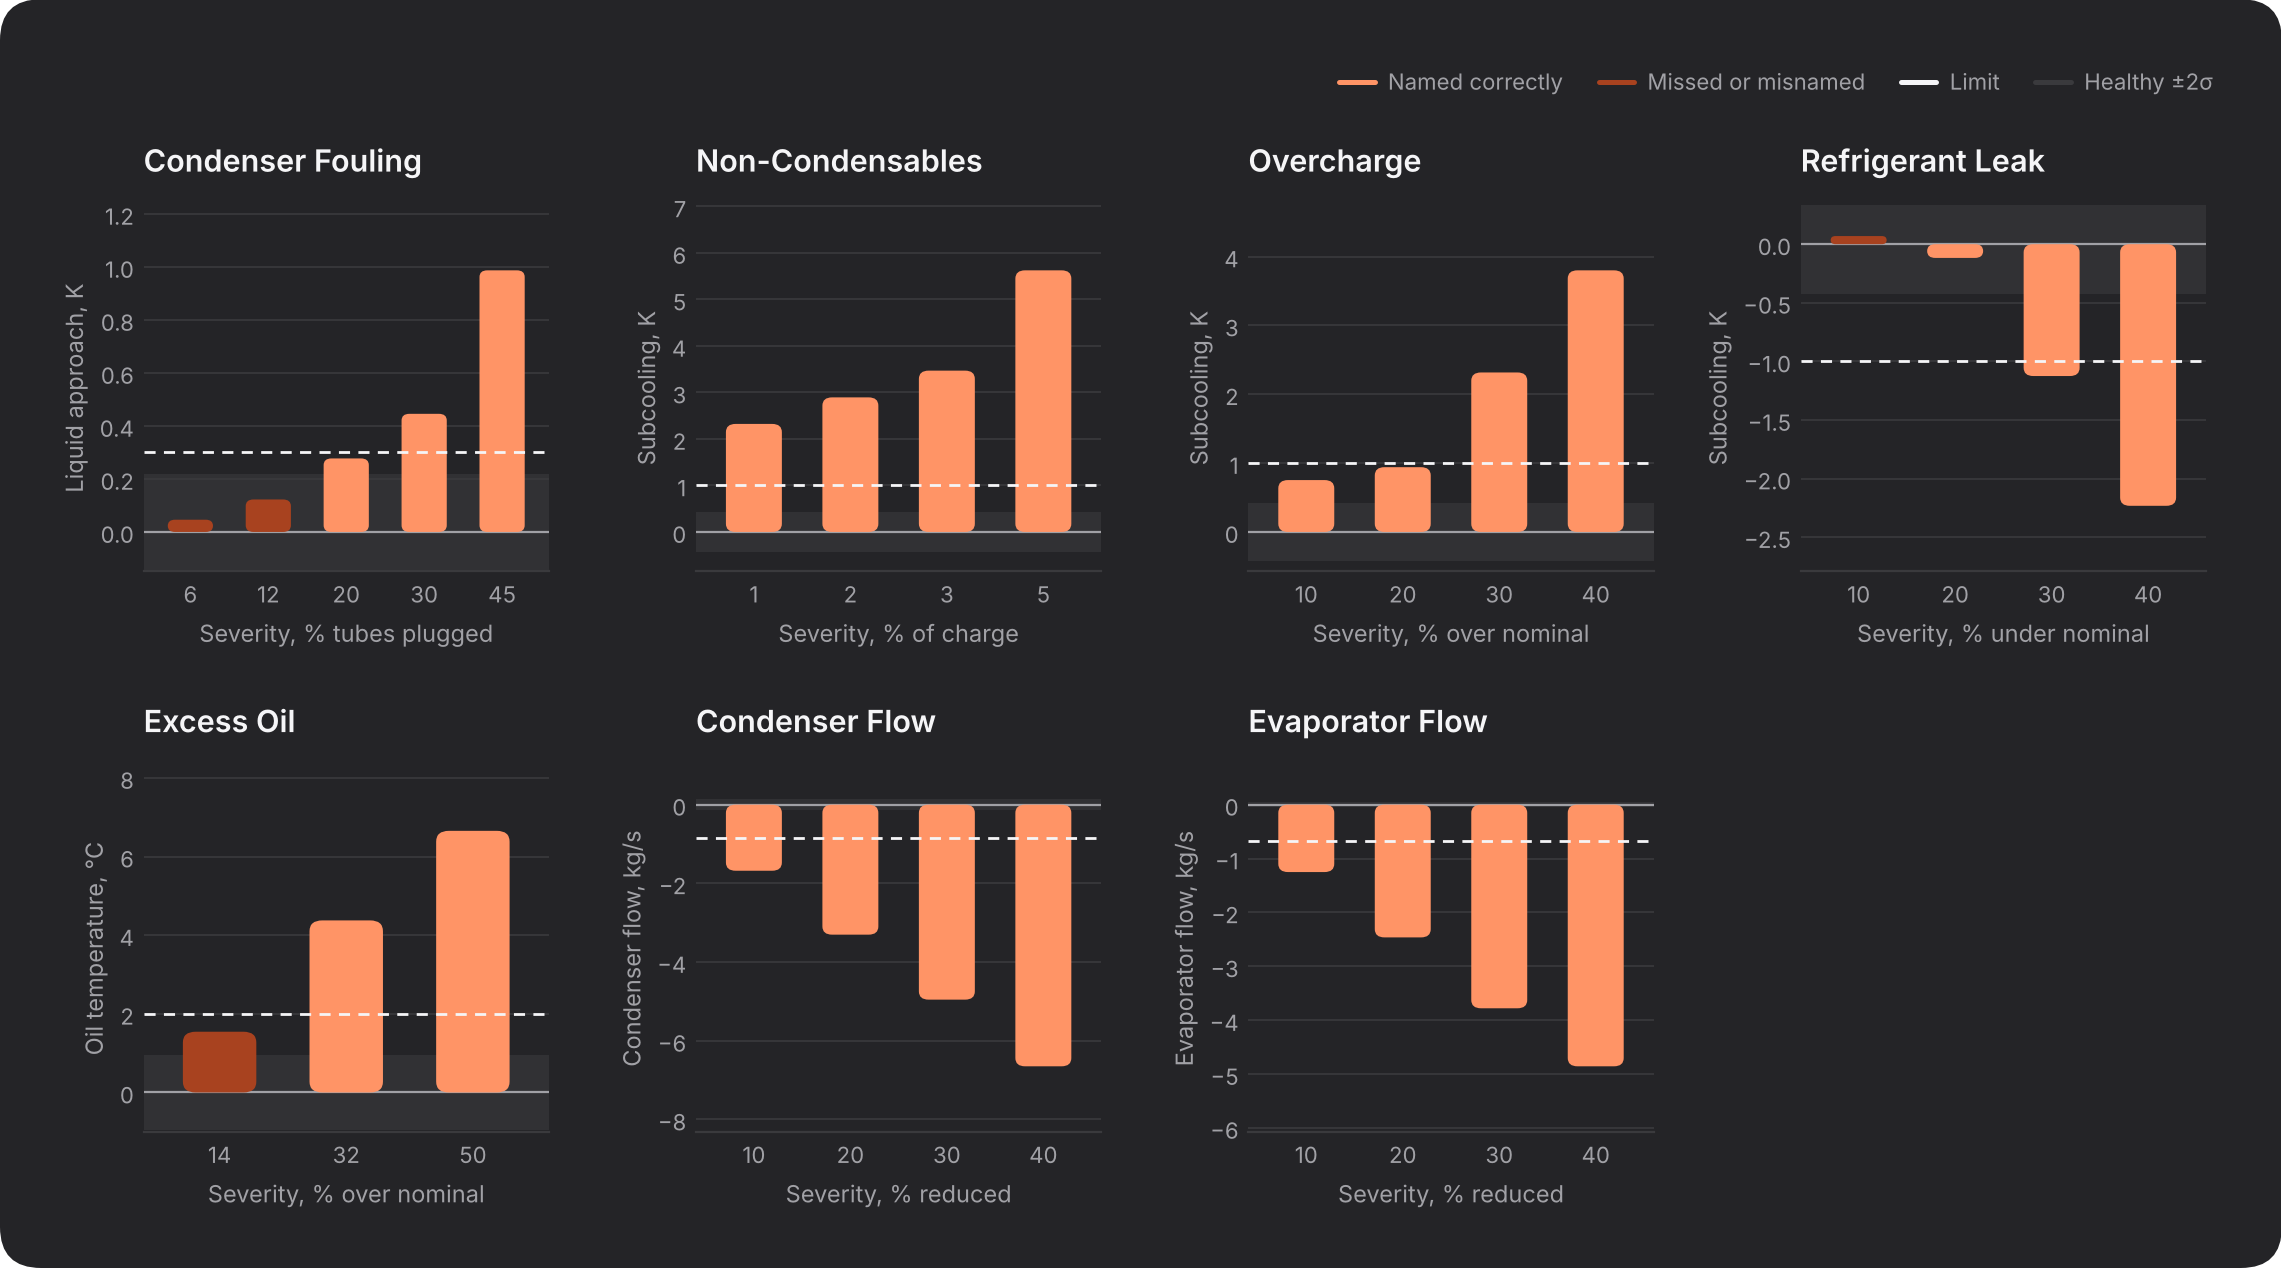 Named correctly
Missed or misnamed
Limit
Healthy ±2σ
Condenser Fouling
Liquid approach, K
1.2
1.0
0.8
0.6
0.4
0.2
0.0
6 12 20 30 45
Severity, % tubes plugged
Non-Condensables
Subcooling, K
7
6
5
4
3
2
1
0
1 2 3 5
Severity, % of charge
Overcharge
Subcooling, K
4
3
2
1
0
10 20 30 40
Severity, % over nominal
Refrigerant Leak
Subcooling, K
0.0
−0.5
−1.0
−1.5
−2.0
−2.5
10 20 30 40
Severity, % under nominal
Excess Oil
Oil temperature, °C
8
6
4
2
0
14 32 50
Severity, % over nominal
Condenser Flow
Condenser flow, kg/s
0
−2
−4
−6
−8
10 20 30 40
Severity, % reduced
Evaporator Flow
Evaporator flow, kg/s
0
−1
−2
−3
−4
−5
−6
10 20 30 40
Severity, % reduced